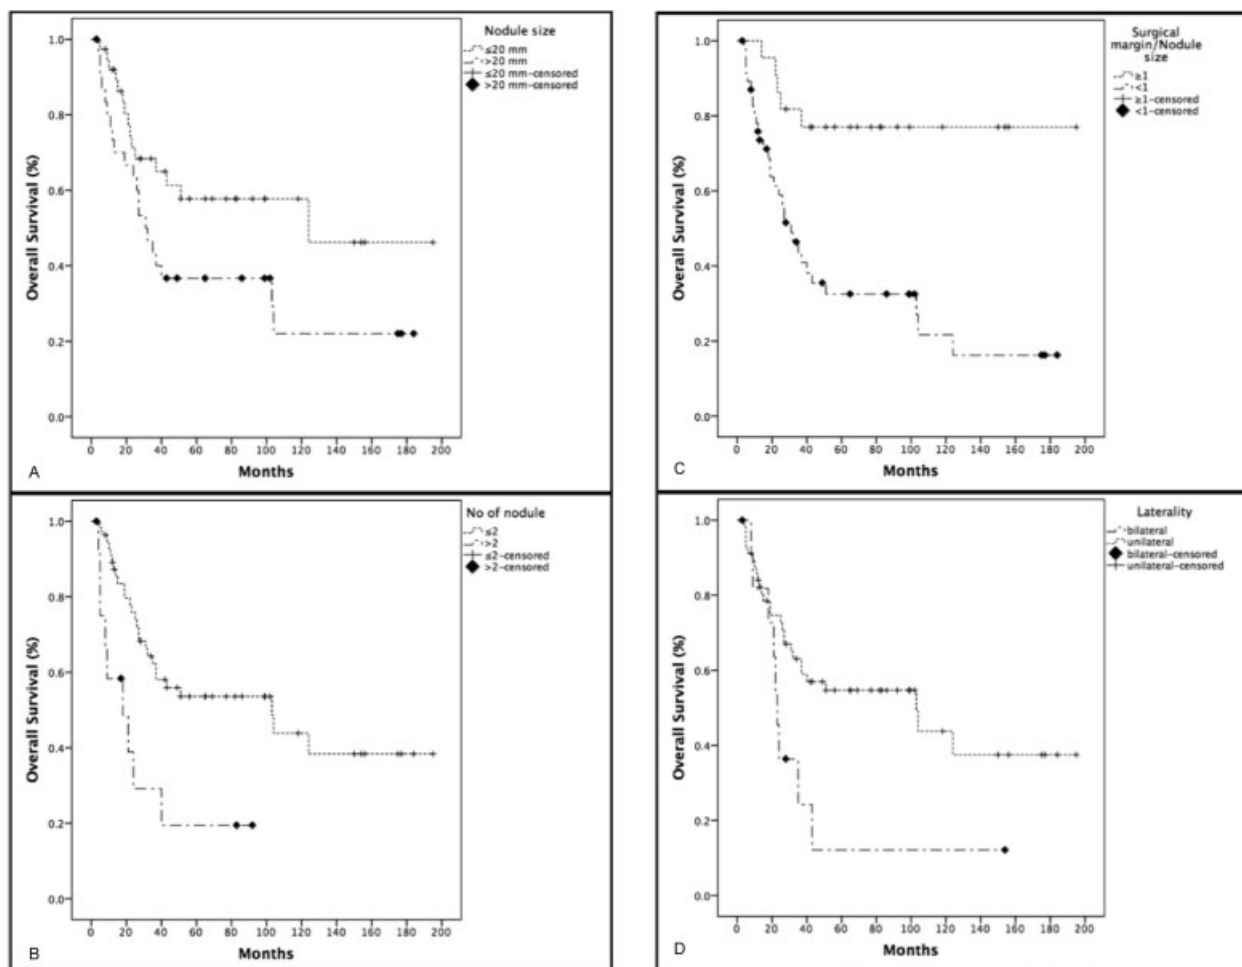 Nodule size
≤20 mm
>20 mm
≤20 mm-censored
>20 mm-censored
Overall Survival (%)
1.0
0.8
0.6
0.4
0.2
0.0
0 20 40 60 80 100 120 140 160 180 200
Months
A
No of nodule
≤2
>2
≤2-censored
>2-censored
Overall Survival (%)
1.0
0.8
0.6
0.4
0.2
0.0
0 20 40 60 80 100 120 140 160 180 200
Months
B
Surgical
margin/Nodule
size
≥1
<1
≥1-censored
<1-censored
Overall Survival (%)
1.0
0.8
0.6
0.4
0.2
0.0
0 20 40 60 80 100 120 140 160 180 200
Months
C
Laterality
bilateral
unilateral
bilateral-censored
unilateral-censored
Overall Survival (%)
1.0
0.8
0.6
0.4
0.2
0.0
0 20 40 60 80 100 120 140 160 180 200
Months
D